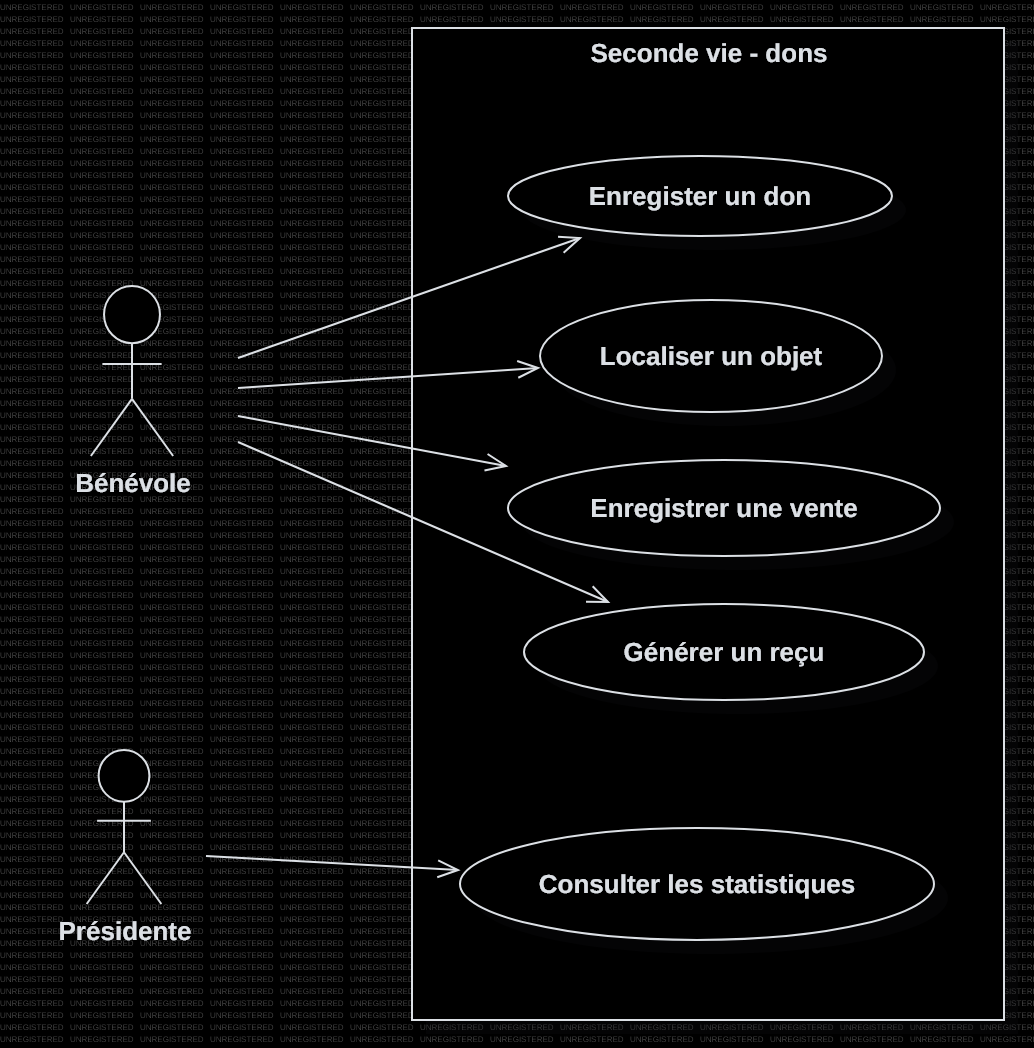 Seconde vie - dons
Enregister un don
Localiser un objet
Enregistrer une vente
Générer un reçu
Consulter les statistiques
Bénévole
Présidente
UNREGISTERED